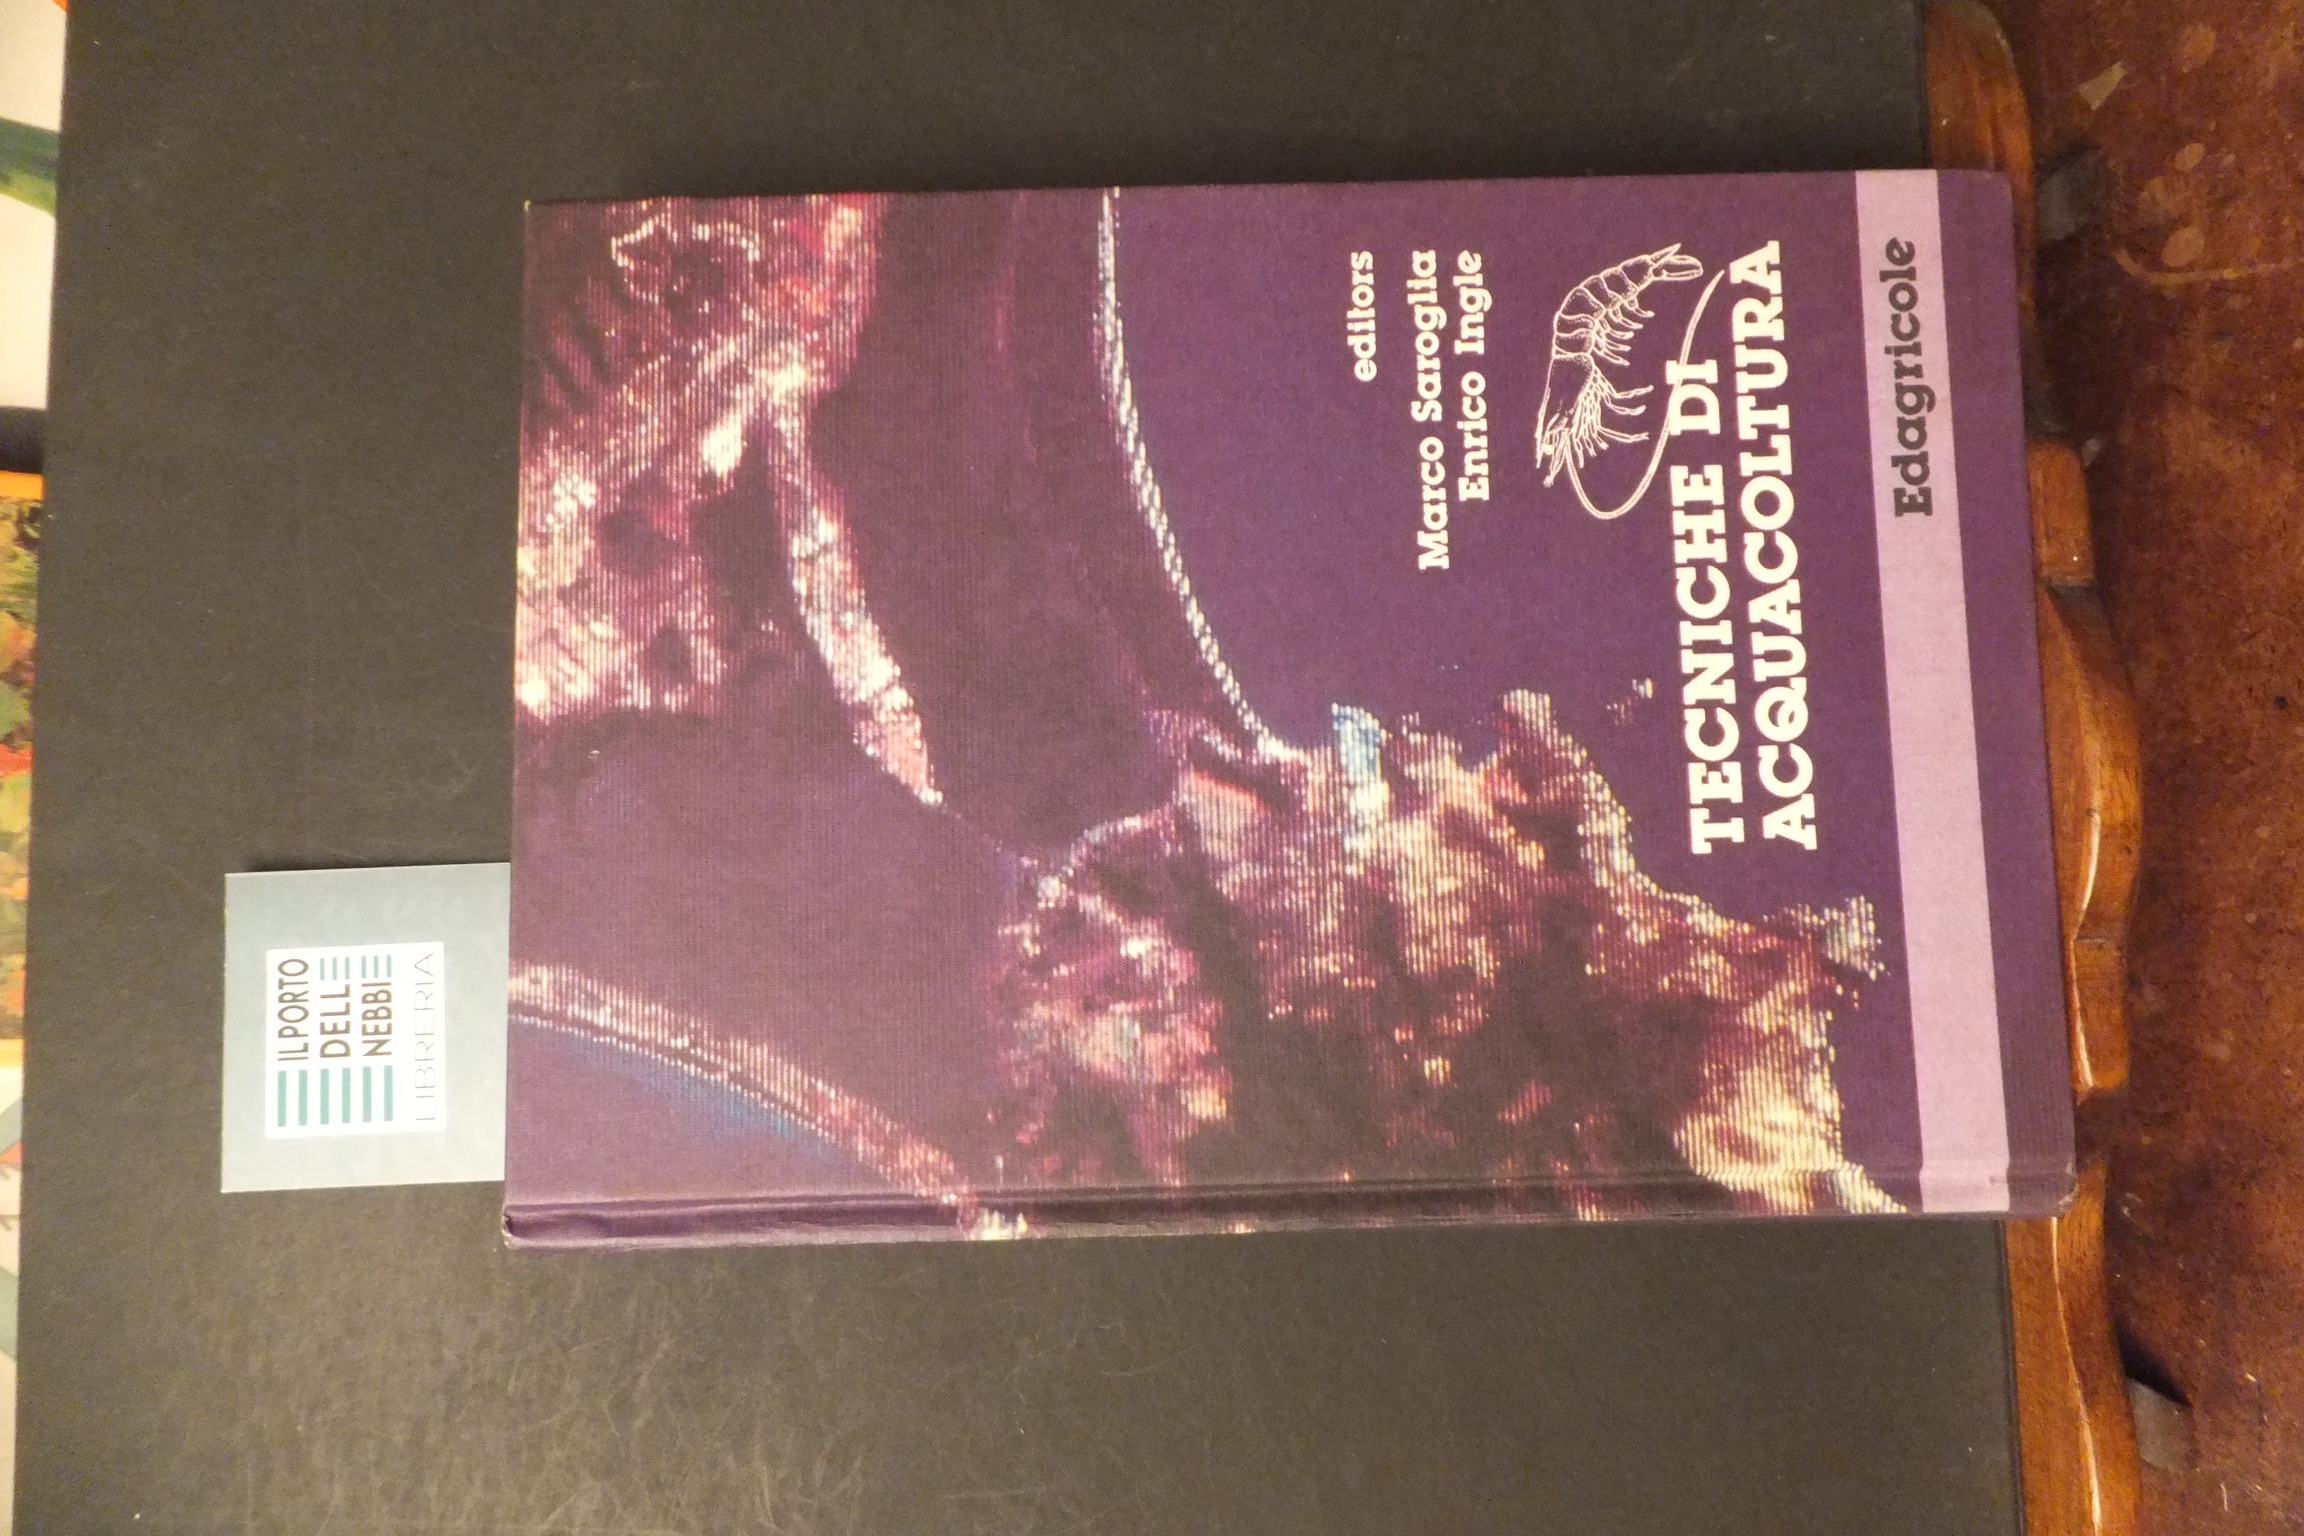 IL PORTO
DELLE
NEBBIE
LIBRERIA
editors
Marco Saroglia
Enrico Ingle
TECNICHE DI
ACQUACOLTURA
Edagricole